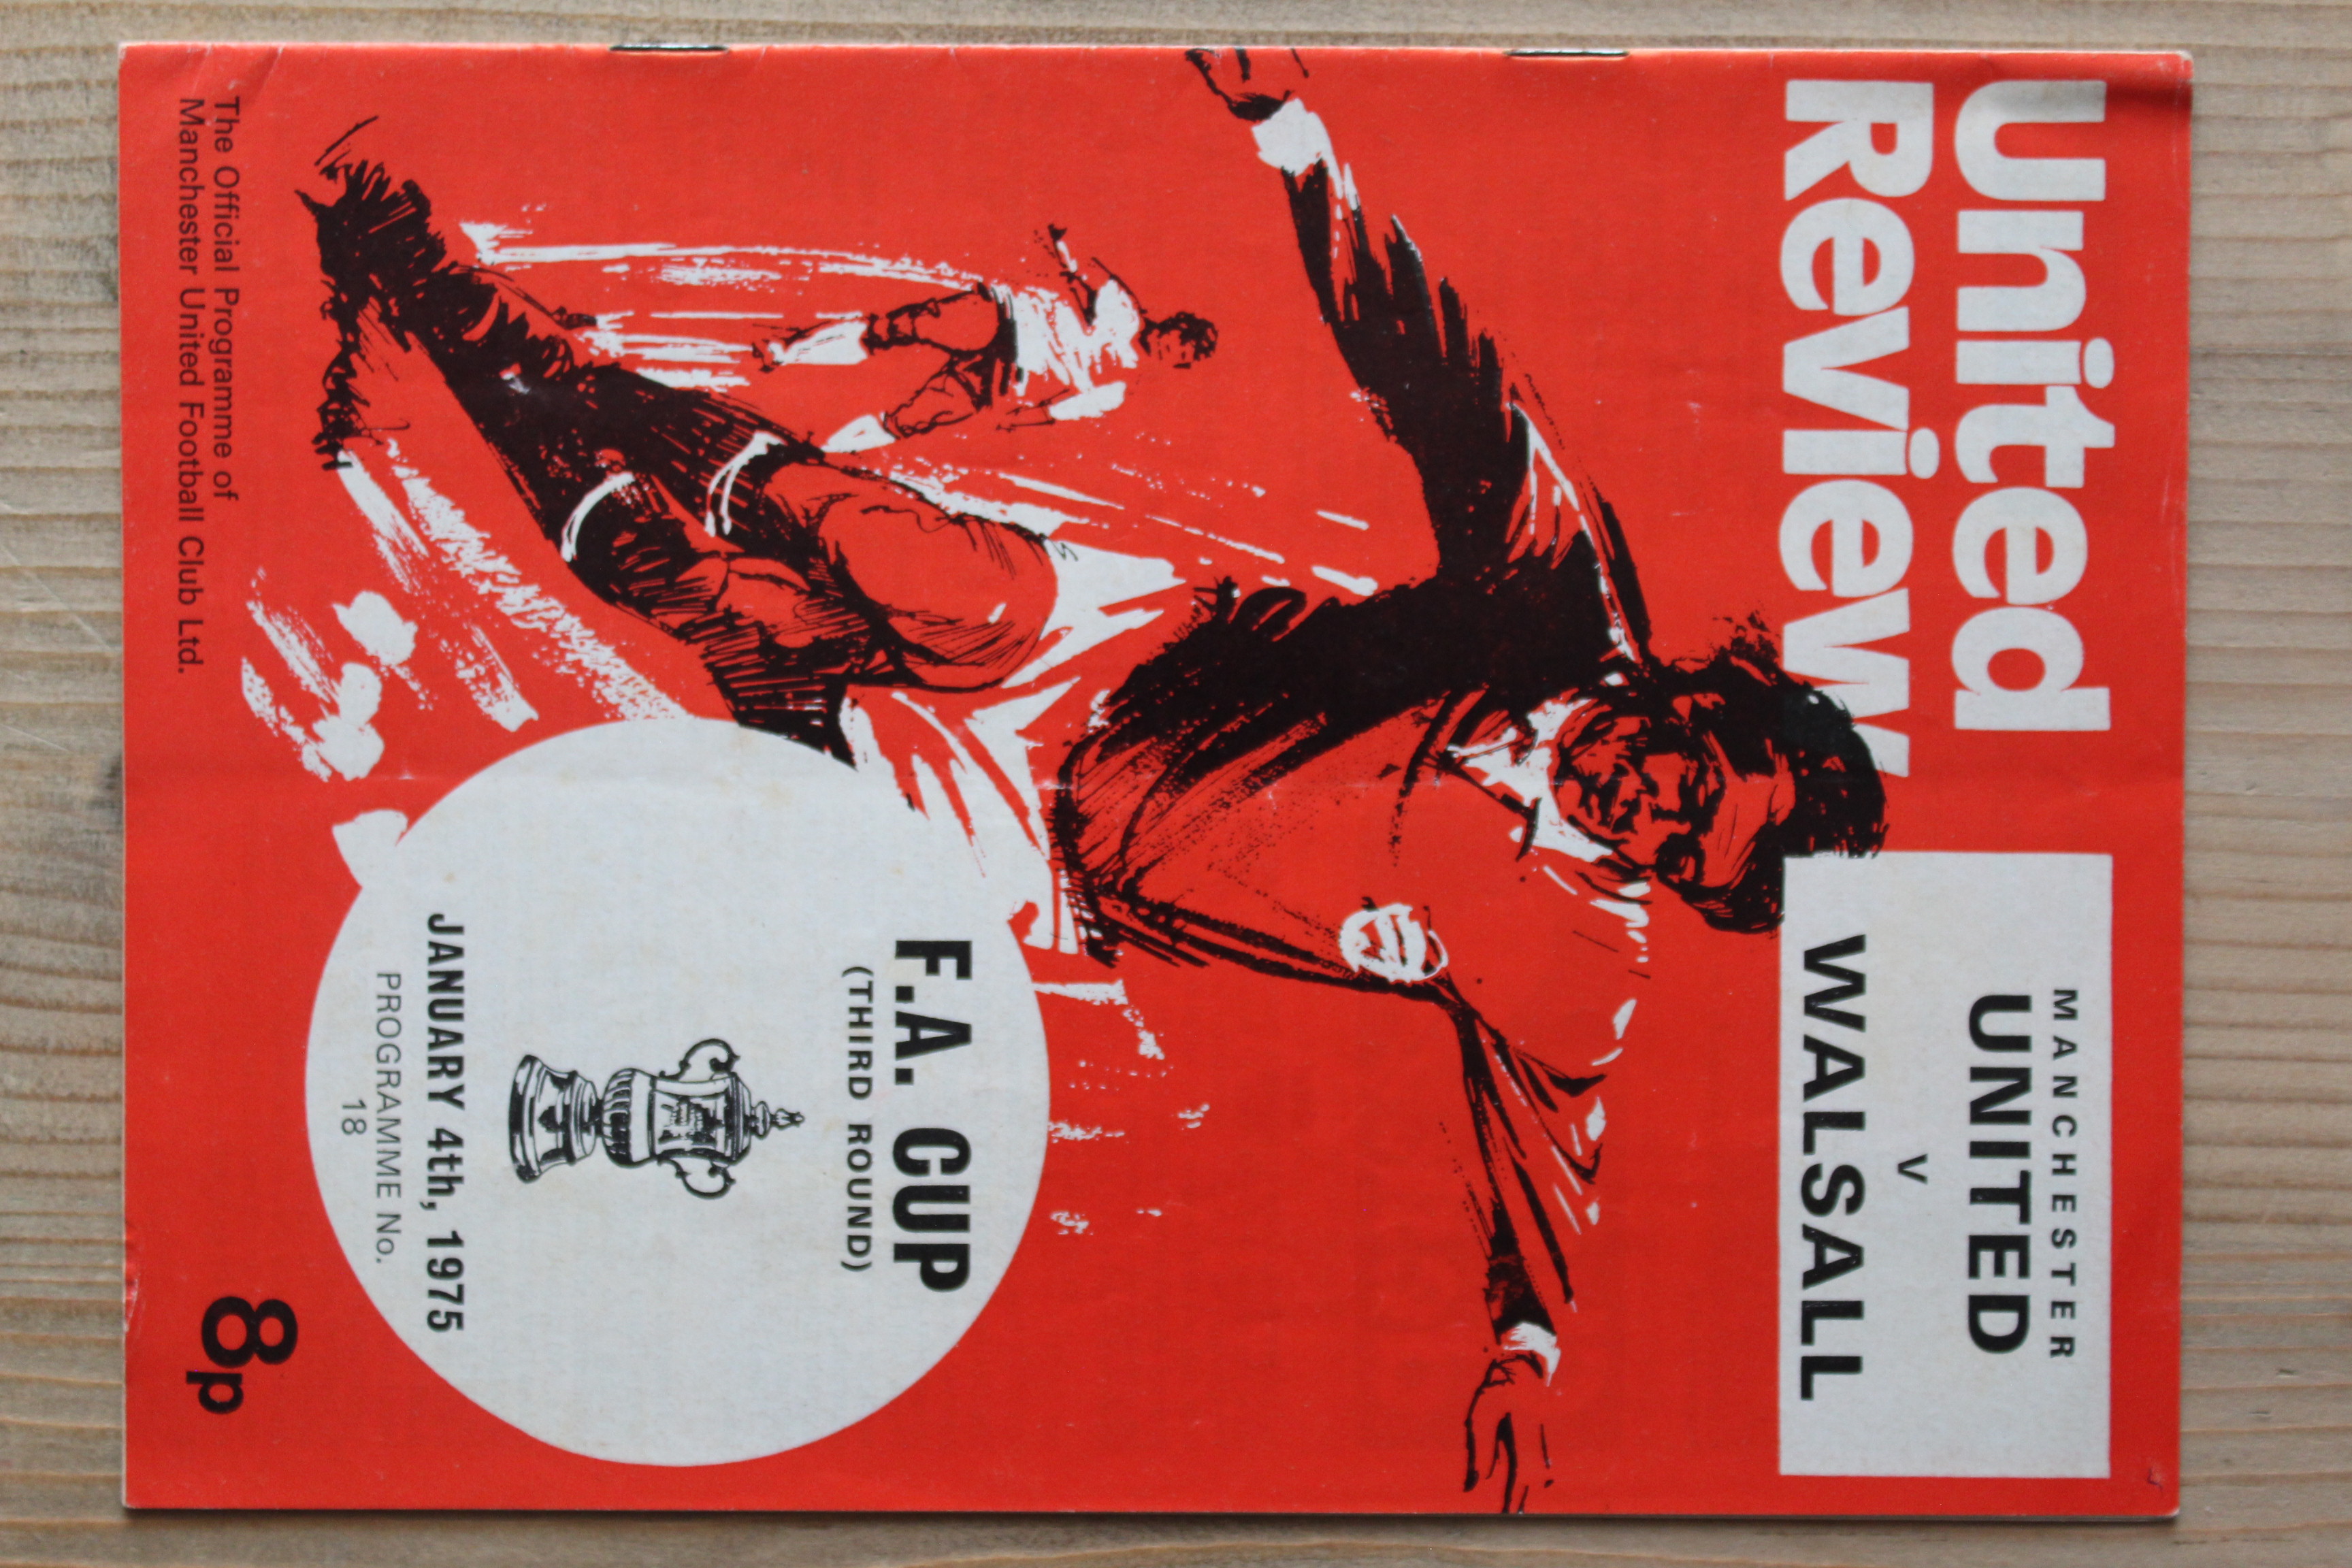 United
Review
MANCHESTER
UNITED
V
WALSALL
F.A. CUP
(THIRD ROUND)
JANUARY 4th, 1975
PROGRAMME No.
18
The Official Programme of
Manchester United Football Club Ltd.
8p